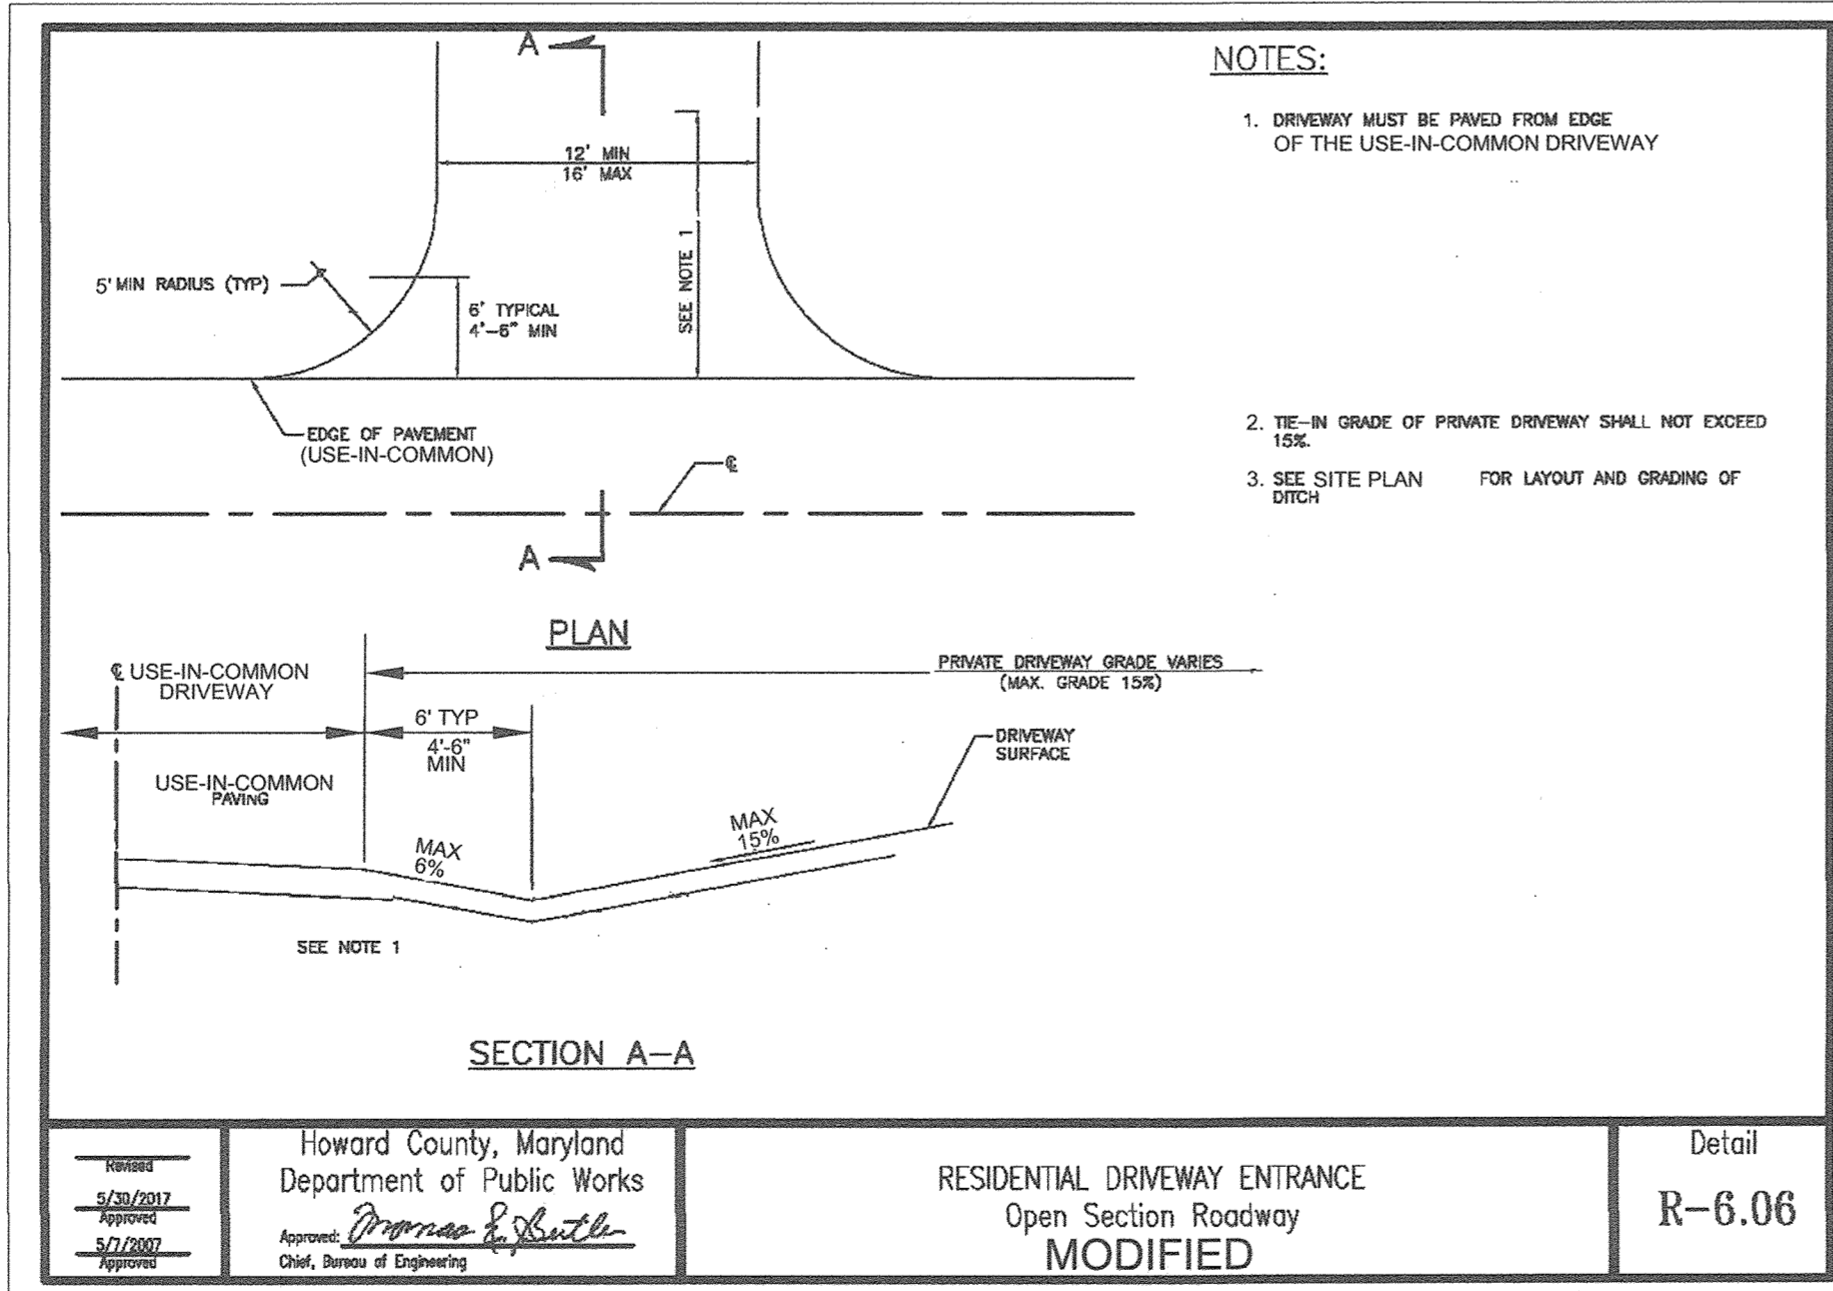 A
12' MIN
16' MAX
5' MIN RADIUS (TYP)
6' TYPICAL
4'-6" MIN
SEE NOTE 1
EDGE OF PAVEMENT
(USE-IN-COMMON)
℄
A
PLAN
NOTES:
1. DRIVEWAY MUST BE PAVED FROM EDGE
OF THE USE-IN-COMMON DRIVEWAY
2. TIE-IN GRADE OF PRIVATE DRIVEWAY SHALL NOT EXCEED
15%.
3. SEE SITE PLAN FOR LAYOUT AND GRADING OF
DITCH
℄ USE-IN-COMMON
DRIVEWAY
PRIVATE DRIVEWAY GRADE VARIES
(MAX. GRADE 15%)
6' TYP
4'-6"
MIN
DRIVEWAY
SURFACE
USE-IN-COMMON
PAVING
MAX
6%
MAX
15%
SEE NOTE 1
SECTION A-A
Revised
5/30/2017
Approved
5/7/2007
Approved
Howard County, Maryland
Department of Public Works
Approved: Thomas E. Butler
Chief, Bureau of Engineering
RESIDENTIAL DRIVEWAY ENTRANCE
Open Section Roadway
MODIFIED
Detail
R-6.06